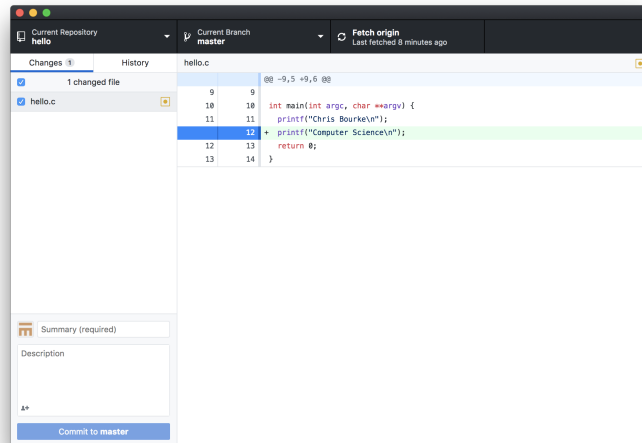 Current Repository
hello
Current Branch
master
Fetch origin
Last fetched 8 minutes ago
Changes 1
History
hello.c
1 changed file
hello.c
@@ -9,5 +9,6 @@
9 9
10 10 int main(int argc, char **argv) {
11 11 printf("Chris Bourke\n");
12 + printf("Computer Science\n");
12 13 return 0;
13 14 }
Summary (required)
Description
Commit to master